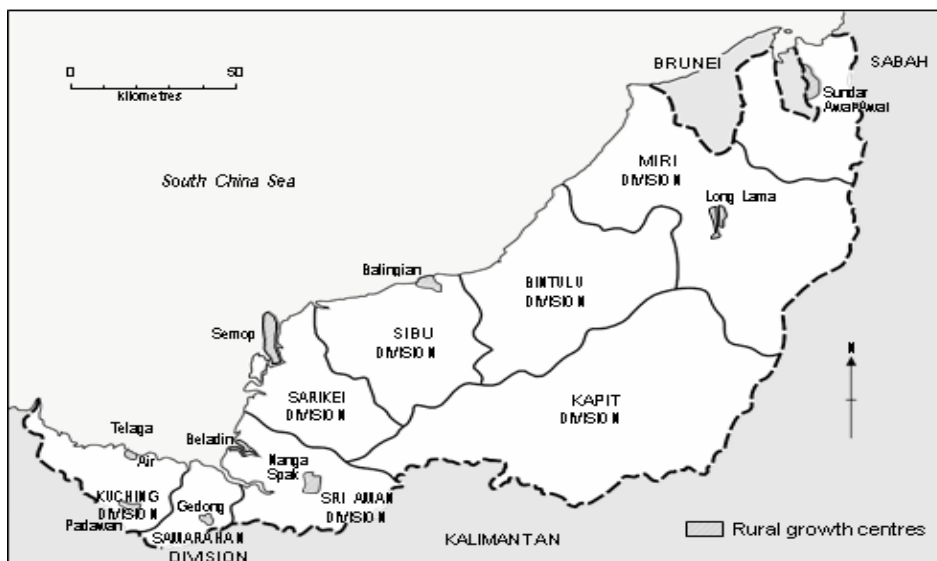 BRUNEI
SABAH
0 50
kilometres
Sundar
Awat Awat
South China Sea
MIRI
DIVISION
Long Lama
Balingian
BINTULU
DIVISION
Semop
SIBU
DIVISION
N
SARIKEI
DIVISION
KAPIT
DIVISION
Telaga
Air
Beladin
Nanga
Spak
KUCHING
DIVISION
Padawan
Gedong
SRI AMAN
DIVISION
SAMARAHAN
DIVISION
KALIMANTAN
Rural growth centres